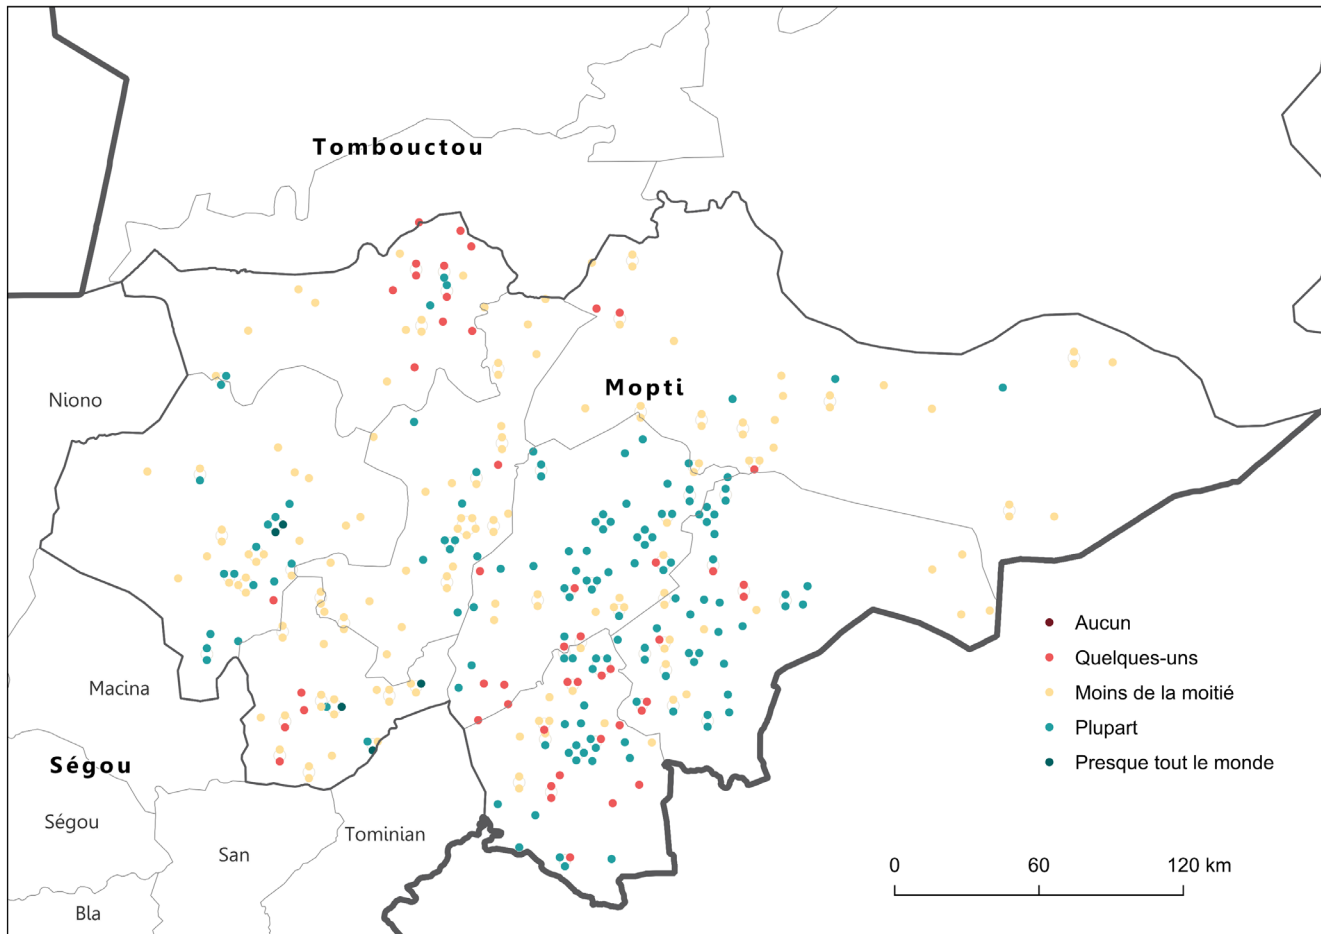 Tombouctou
Mopti
Niono
Macina
Ségou
Ségou
San
Tominian
Bla
Aucun
Quelques-uns
Moins de la moitié
Plupart
Presque tout le monde
0 60 120 km